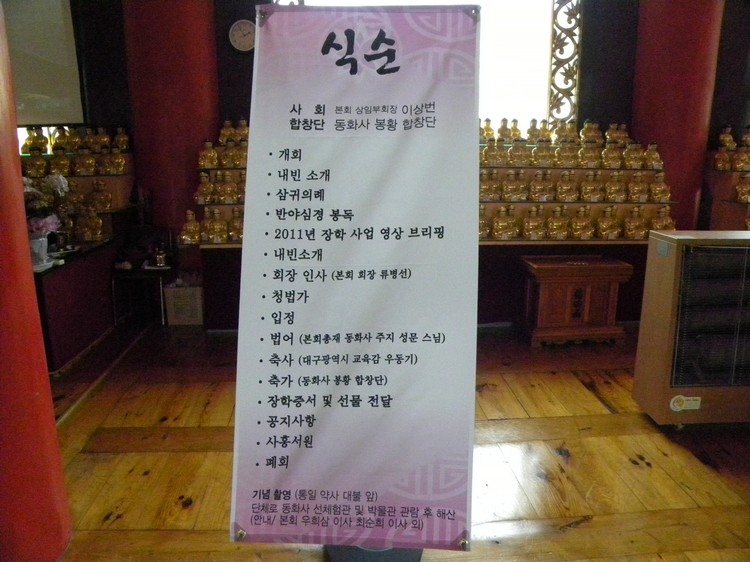 식순
사 회 본회 상임부회장 이상번
합창단 동화사 봉황 합창단
· 개회
· 내빈 소개
· 삼귀의례
· 반야심경 봉독
· 2011년 장학 사업 영상 브리핑
· 내빈소개
· 회장 인사 (본회 회장 류병선)
· 청법가
· 입정
· 법어 (본회총재 동화사 주지 성문 스님)
· 축사 (대구광역시 교육감 우동기)
· 축가 (동화사 봉황 합창단)
· 장학증서 및 선물 전달
· 공지사항
· 사홍서원
· 폐회
기념 촬영 (통일 약사 대불 앞)
단체로 동화사 선체험관 및 박물관 관람 후 해산
(안내/ 본회 우희삼 이사 최순희 이사 외)